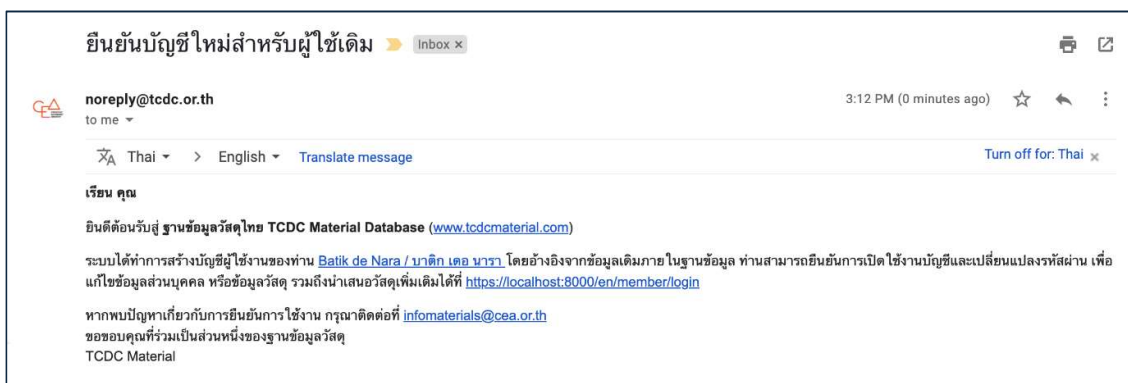 ยืนยันบัญชีใหม่สำหรับผู้ใช้เดิม Inbox ×
CEA
noreply@tcdc.or.th 3:12 PM (0 minutes ago)
to me
Thai > English Translate message Turn off for: Thai ×
เรียน คุณ
ยินดีต้อนรับสู่ ฐานข้อมูลวัสดุไทย TCDC Material Database (www.tcdcmaterial.com)
ระบบได้ทำการสร้างบัญชีผู้ใช้งานของท่าน Batik de Nara / บาติก เดอ นารา โดยอ้างอิงจากข้อมูลเดิมภายในฐานข้อมูล ท่านสามารถยืนยันการเปิดใช้งานบัญชีและเปลี่ยนแปลงรหัสผ่าน เพื่อ
แก้ไขข้อมูลส่วนบุคคล หรือข้อมูลวัสดุ รวมถึงนำเสนอวัสดุเพิ่มเติมได้ที่ https://localhost:8000/en/member/login
หากพบปัญหาเกี่ยวกับการยืนยันการใช้งาน กรุณาติดต่อที่ infomaterials@cea.or.th
ขอขอบคุณที่ร่วมเป็นส่วนหนึ่งของฐานข้อมูลวัสดุ
TCDC Material